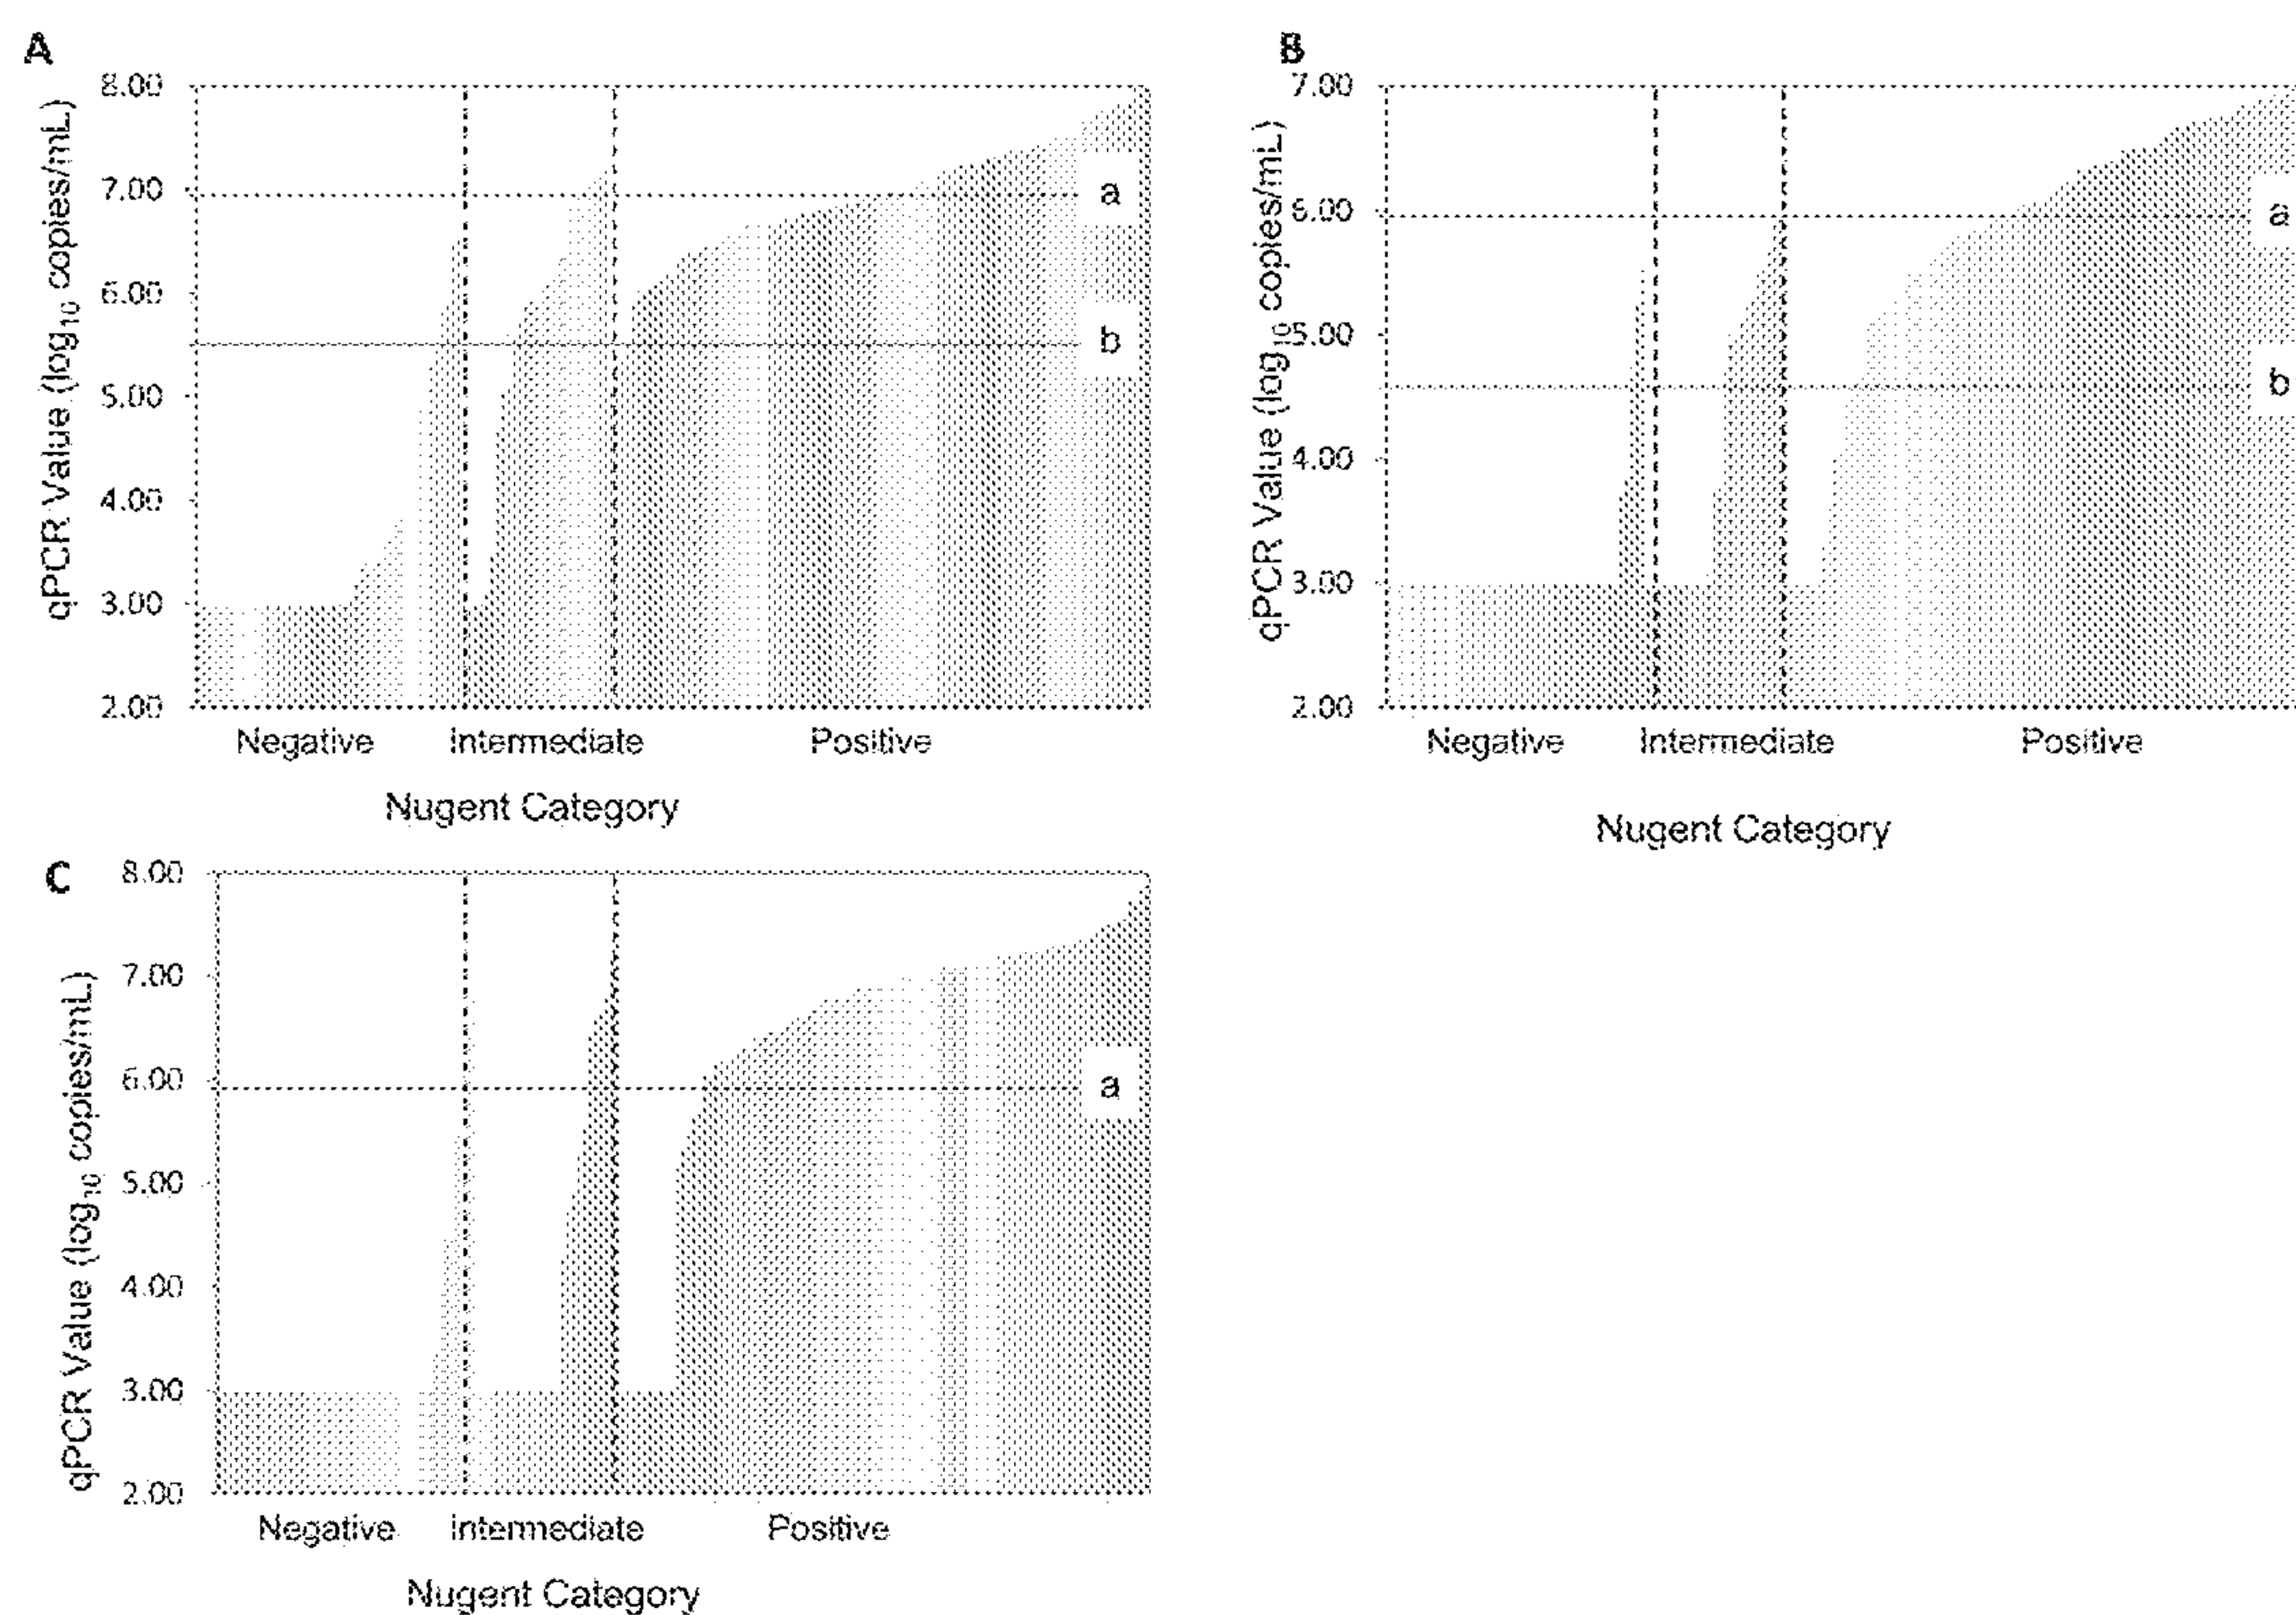 A
qPCR Value (log10 copies/mL)
8.00
7.00
6.00
5.00
4.00
3.00
2.00
a
b
Negative Intermediate Positive
Nugent Category
B
qPCR Value (log10 copies/mL)
7.00
6.00
5.00
4.00
3.00
2.00
a
b
Negative Intermediate Positive
Nugent Category
C
qPCR Value (log10 copies/mL)
8.00
7.00
6.00
5.00
4.00
3.00
2.00
a
Negative Intermediate Positive
Nugent Category